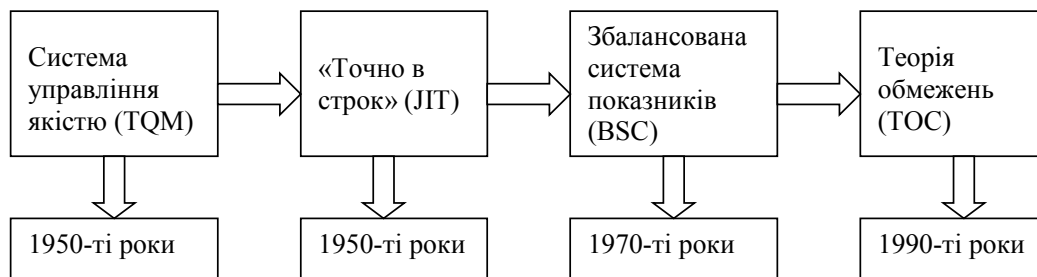 Система
управління
якістю (TQM)
«Точно в
строк» (JIT)
Збалансована
система
показників
(BSC)
Теорія
обмежень
(TOC)
1950-ті роки
1950-ті роки
1970-ті роки
1990-ті роки